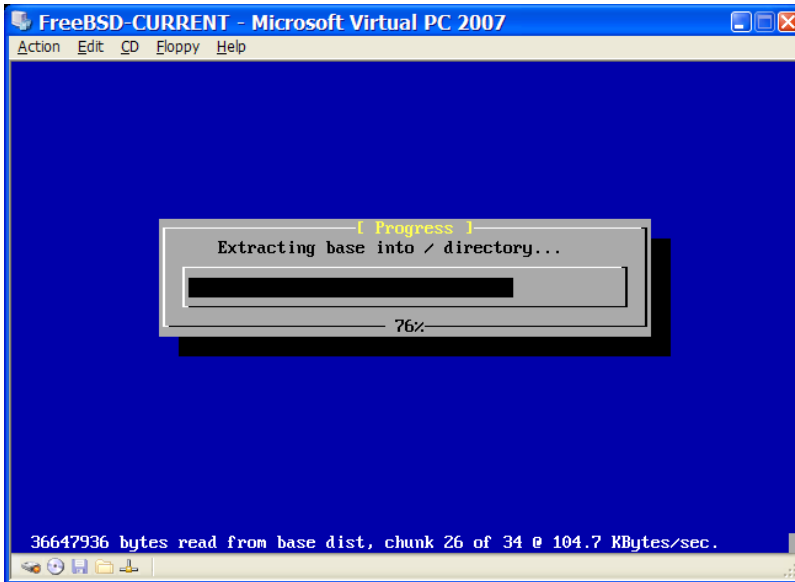 FreeBSD-CURRENT - Microsoft Virtual PC 2007
Action Edit CD Floppy Help
[ Progress ]
Extracting base into / directory...
76%
36647936 bytes read from base dist, chunk 26 of 34 @ 104.7 KBytes/sec.